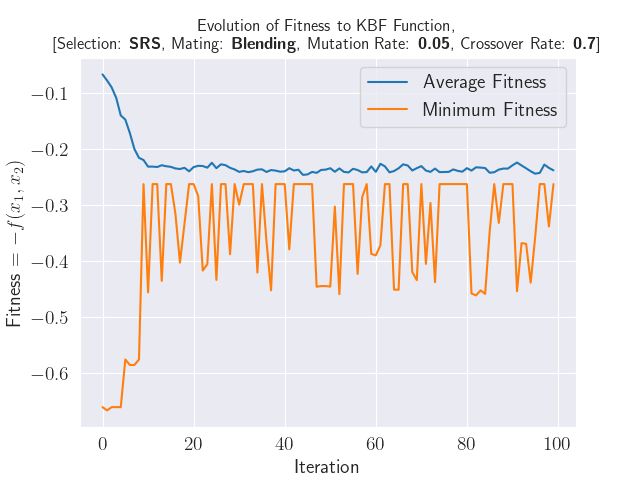 Evolution of Fitness to KBF Function,
[Selection: SRS, Mating: Blending, Mutation Rate: 0.05, Crossover Rate: 0.7]
Average Fitness
Minimum Fitness
−0.1
−0.2
−0.3
−0.4
−0.5
−0.6
Fitness = −f(x₁, x₂)
0 20 40 60 80 100
Iteration